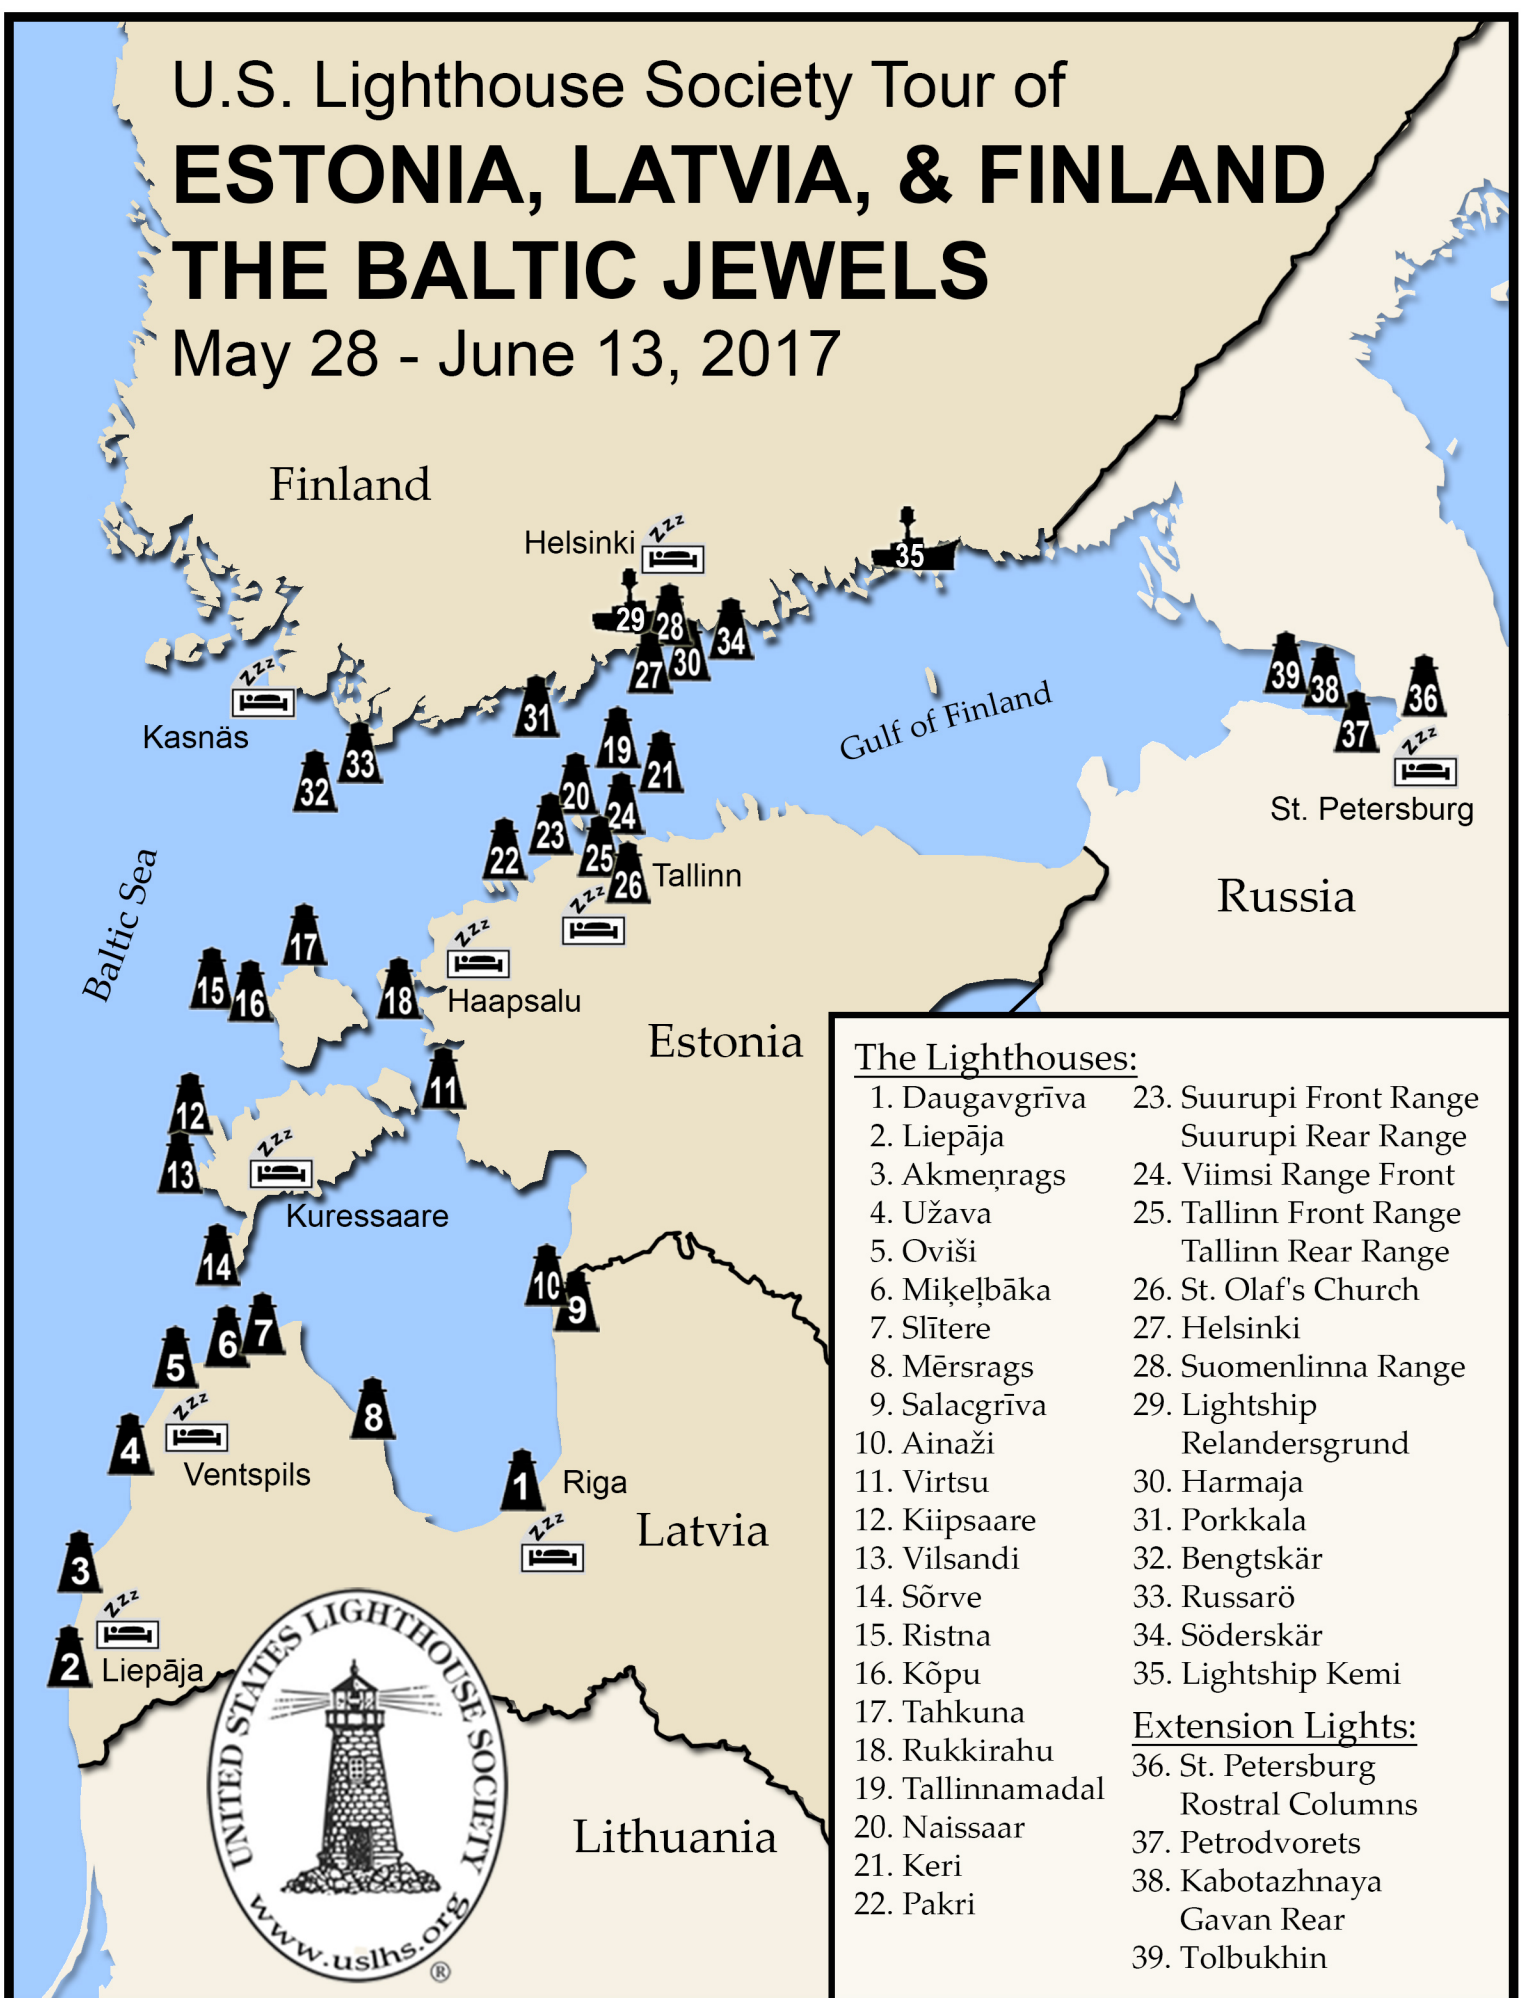 U.S. Lighthouse Society Tour of
ESTONIA, LATVIA, & FINLAND
THE BALTIC JEWELS
May 28 - June 13, 2017
Finland
Helsinki
zzz
35
29
28
34
27
30
zzz
Kasnäs
31
33
32
Gulf of Finland
39
38
36
37
zzz
St. Petersburg
19
21
20
24
23
22
25
26
Tallinn
zzz
Russia
Baltic Sea
17
15
16
18
zzz
Haapsalu
Estonia
11
12
13
zzz
Kuressaare
14
10
9
7
6
5
8
4
zzz
Ventspils
1
Riga
zzz
Latvia
3
zzz
2
Liepāja
Lithuania
UNITED STATES LIGHTHOUSE SOCIETY
www.uslhs.org
®
The Lighthouses:
1. Daugavgrīva
2. Liepāja
3. Akmeņrags
4. Užava
5. Oviši
6. Miķeļbāka
7. Slītere
8. Mērsrags
9. Salacgrīva
10. Ainaži
11. Virtsu
12. Kiipsaare
13. Vilsandi
14. Sõrve
15. Ristna
16. Kõpu
17. Tahkuna
18. Rukkirahu
19. Tallinnamadal
20. Naissaar
21. Keri
22. Pakri
23. Suurupi Front Range
Suurupi Rear Range
24. Viimsi Range Front
25. Tallinn Front Range
Tallinn Rear Range
26. St. Olaf's Church
27. Helsinki
28. Suomenlinna Range
29. Lightship
Relandersgrund
30. Harmaja
31. Porkkala
32. Bengtskär
33. Russarö
34. Söderskär
35. Lightship Kemi
Extension Lights:
36. St. Petersburg
Rostral Columns
37. Petrodvorets
38. Kabotazhnaya
Gavan Rear
39. Tolbukhin